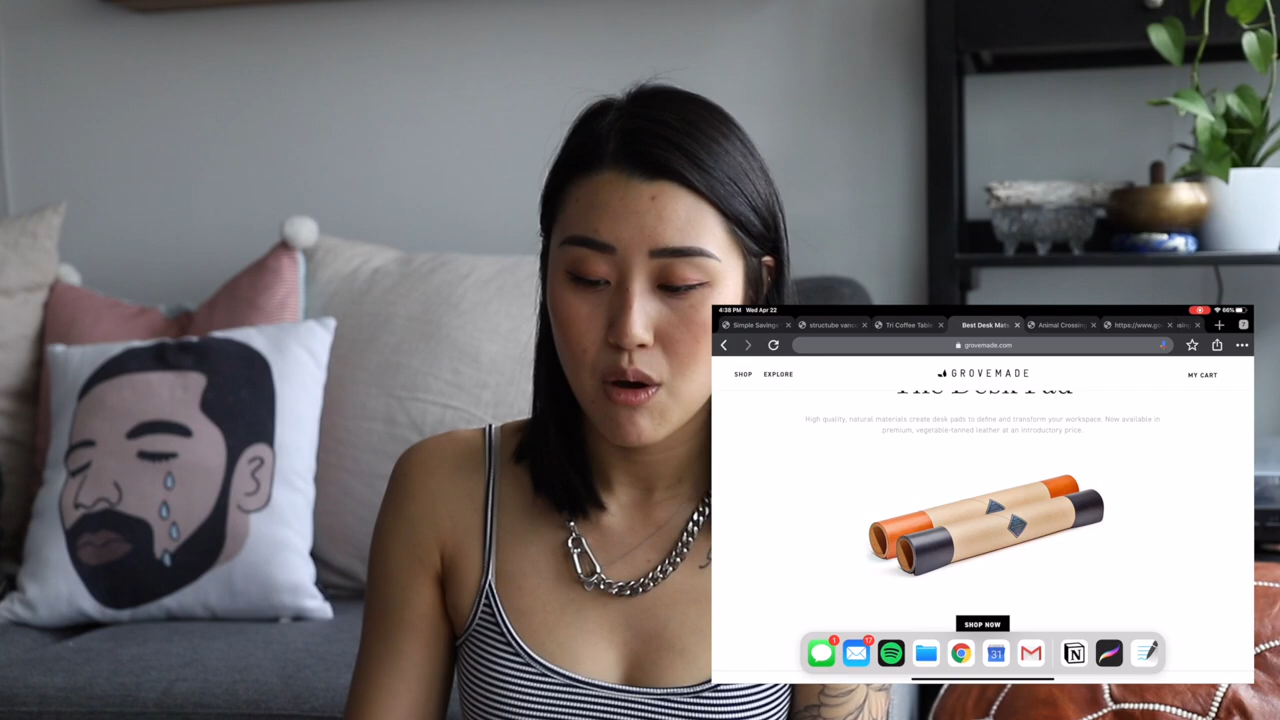 4:38 PM Wed Apr 22
66%
Simple Savings
structube vanc
Tri Coffee Table
Best Desk Mats
Animal Crossing
https://www.go
7
grovemade.com
SHOP EXPLORE
GROVEMADE
MY CART
The Desk Pad
High quality, natural materials create desk pads to define and transform your workspace. Now available in
premium, vegetable-tanned leather at an introductory price.
SHOP NOW
1
17
31